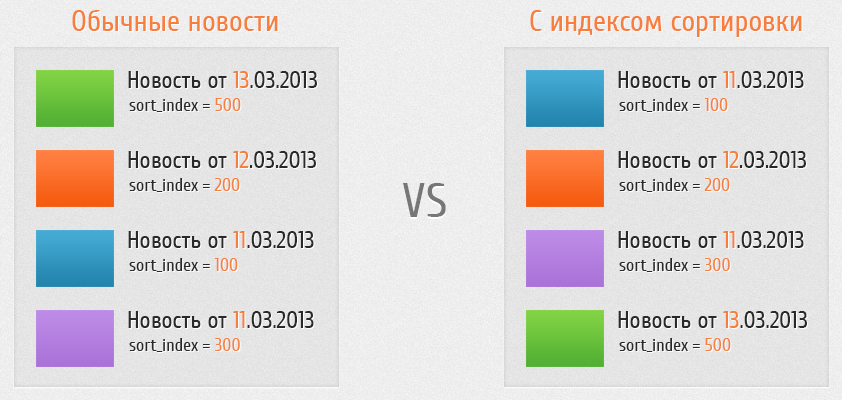 Обычные новости
Новость от 13.03.2013
sort_index = 500
Новость от 12.03.2013
sort_index = 200
Новость от 11.03.2013
sort_index = 100
Новость от 11.03.2013
sort_index = 300
VS
С индексом сортировки
Новость от 11.03.2013
sort_index = 100
Новость от 12.03.2013
sort_index = 200
Новость от 11.03.2013
sort_index = 300
Новость от 13.03.2013
sort_index = 500